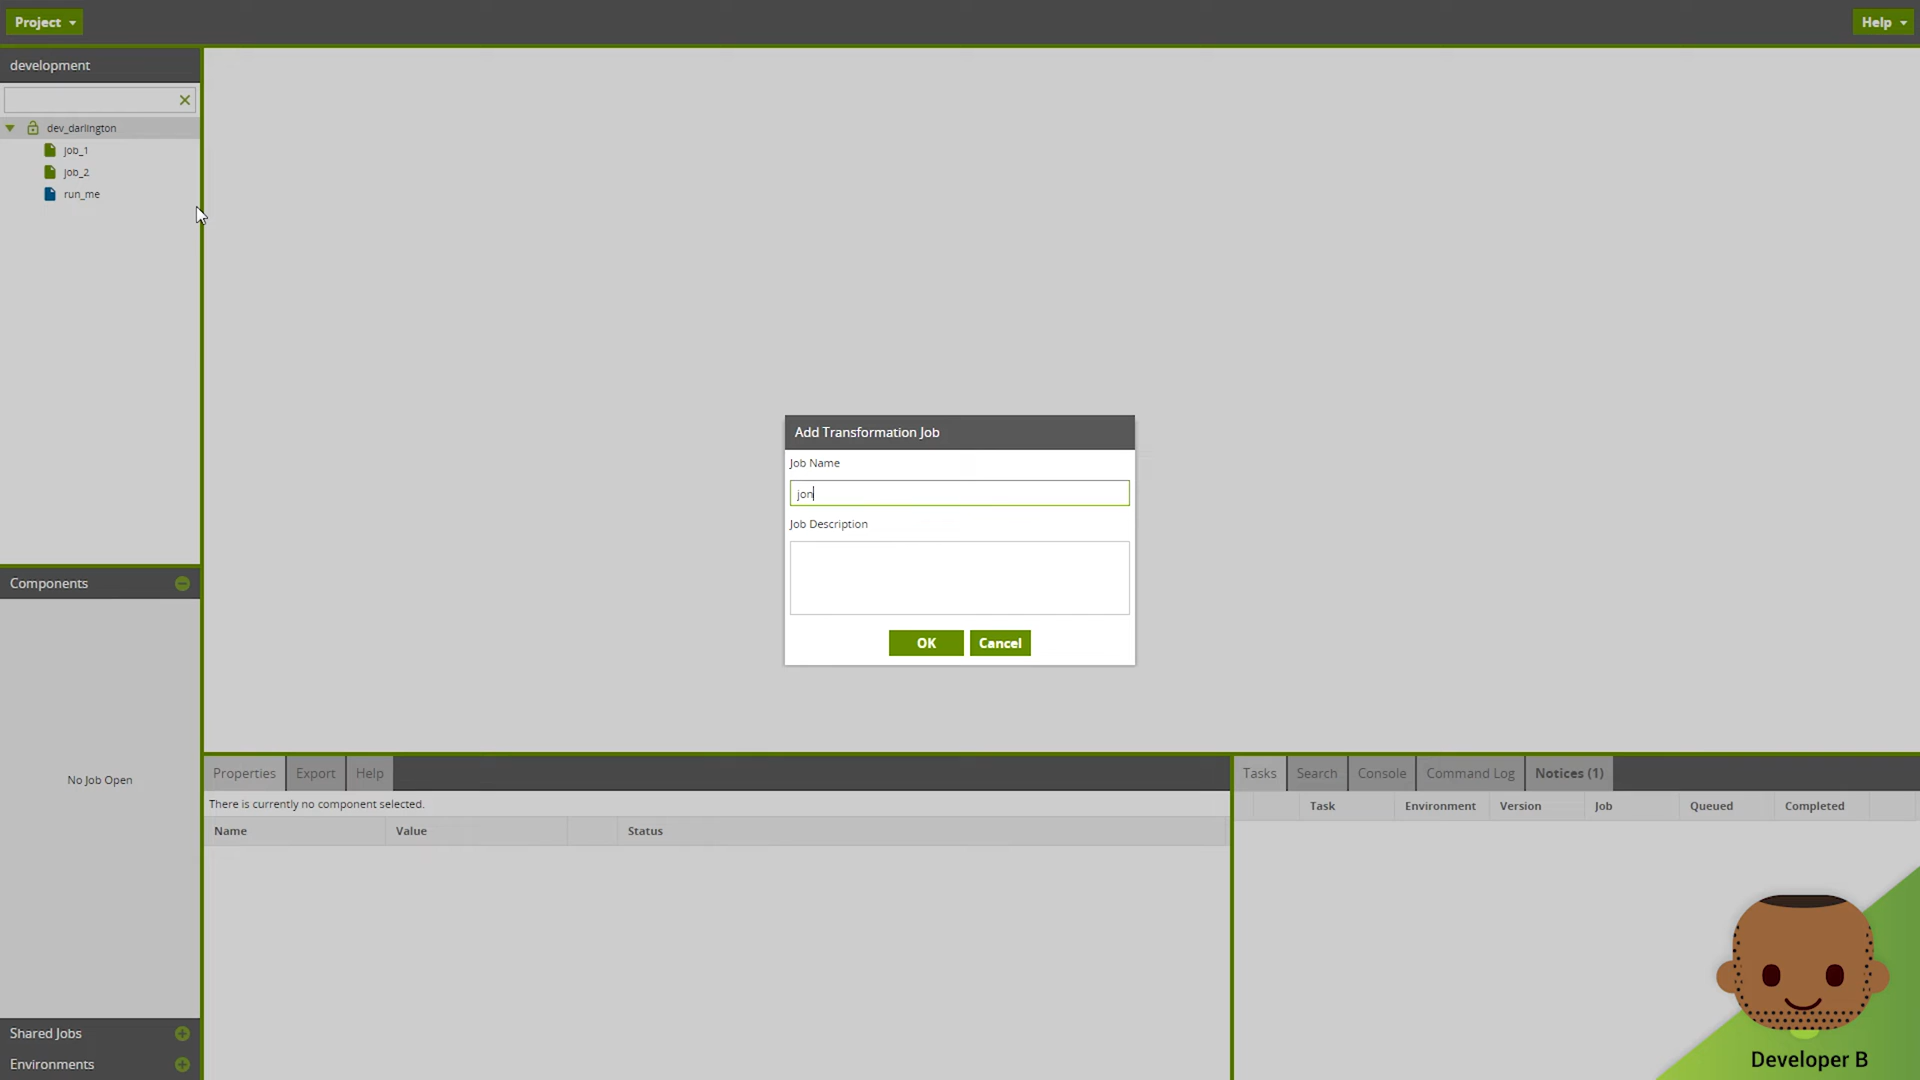 Project
Help
development
dev_darlington
job_1
job_2
run_me
Add Transformation Job
Job Name
jon
Job Description
OK
Cancel
Components
No Job Open
Shared Jobs
Environments
Properties
Export
Help
There is currently no component selected.
Name
Value
Status
Tasks
Search
Console
Command Log
Notices (1)
Task
Environment
Version
Job
Queued
Completed
Developer B